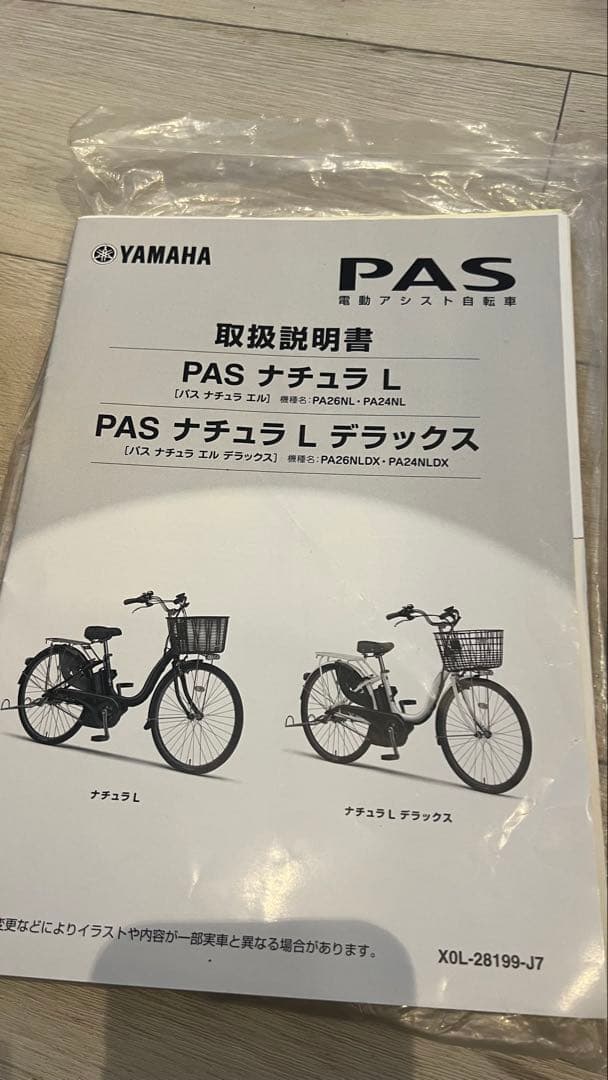 YAMAHA
PAS
電動アシスト自転車
取扱説明書
PAS ナチュラ L
[パス ナチュラ エル] 機種名:PA26NL・PA24NL
PAS ナチュラ L デラックス
[パス ナチュラ エル デラックス] 機種名:PA26NLDX・PA24NLDX
ナチュラ L
ナチュラ L デラックス
変更などによりイラストや内容が一部実車と異なる場合があります。
X0L-28199-J7